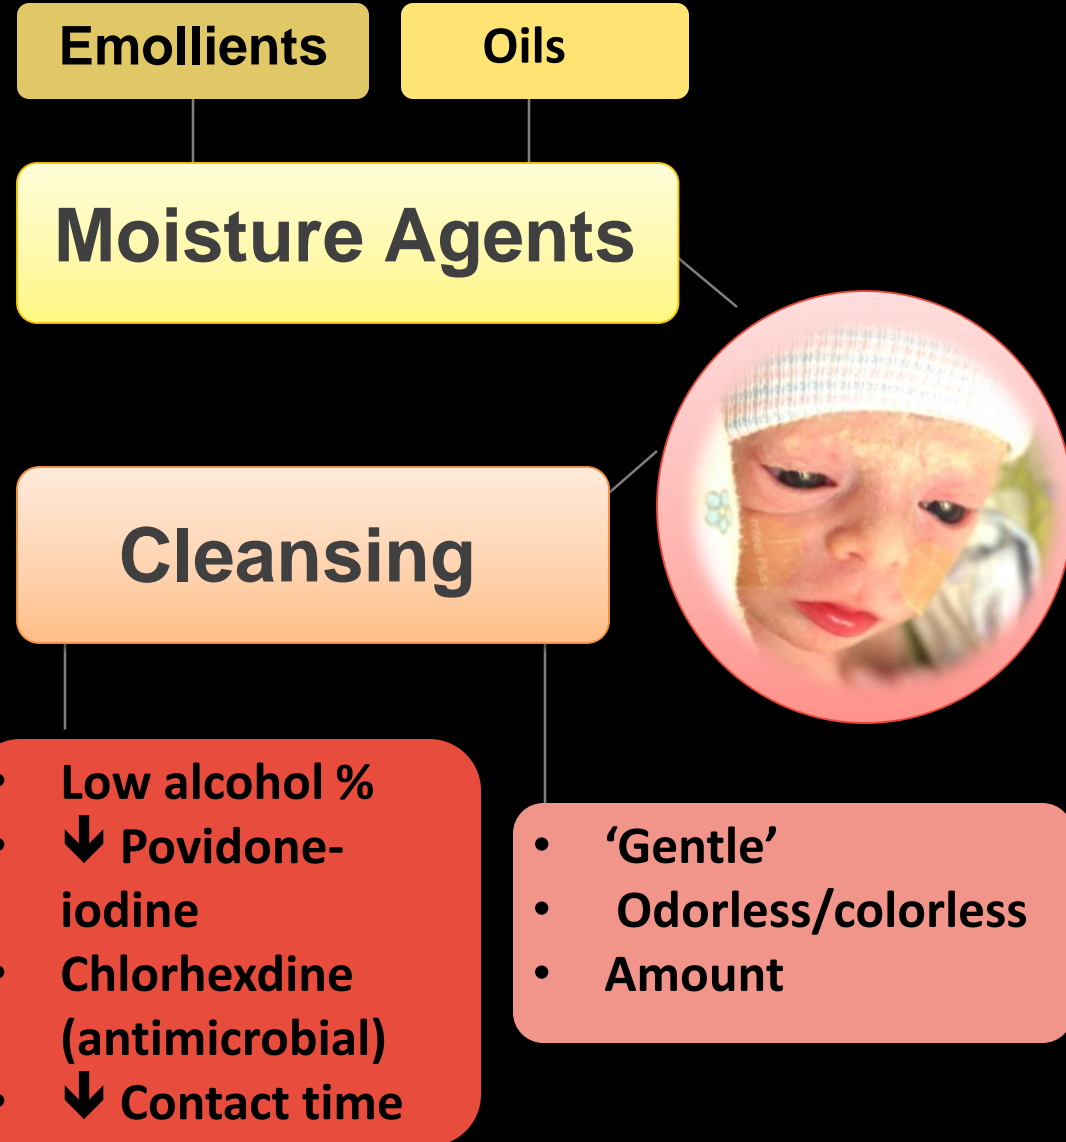 Emollients
Oils
Moisture Agents
Cleansing
• Low alcohol %
• ↓ Povidone-
iodine
• Chlorhexdine
(antimicrobial)
• ↓ Contact time
• ‘Gentle’
• Odorless/colorless
• Amount